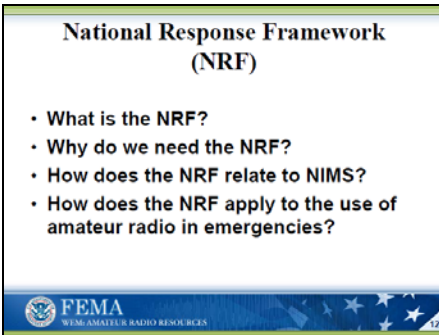 National Response Framework
(NRF)
• What is the NRF?
• Why do we need the NRF?
• How does the NRF relate to NIMS?
• How does the NRF apply to the use of
amateur radio in emergencies?
FEMA
WEM: AMATEUR RADIO RESOURCES